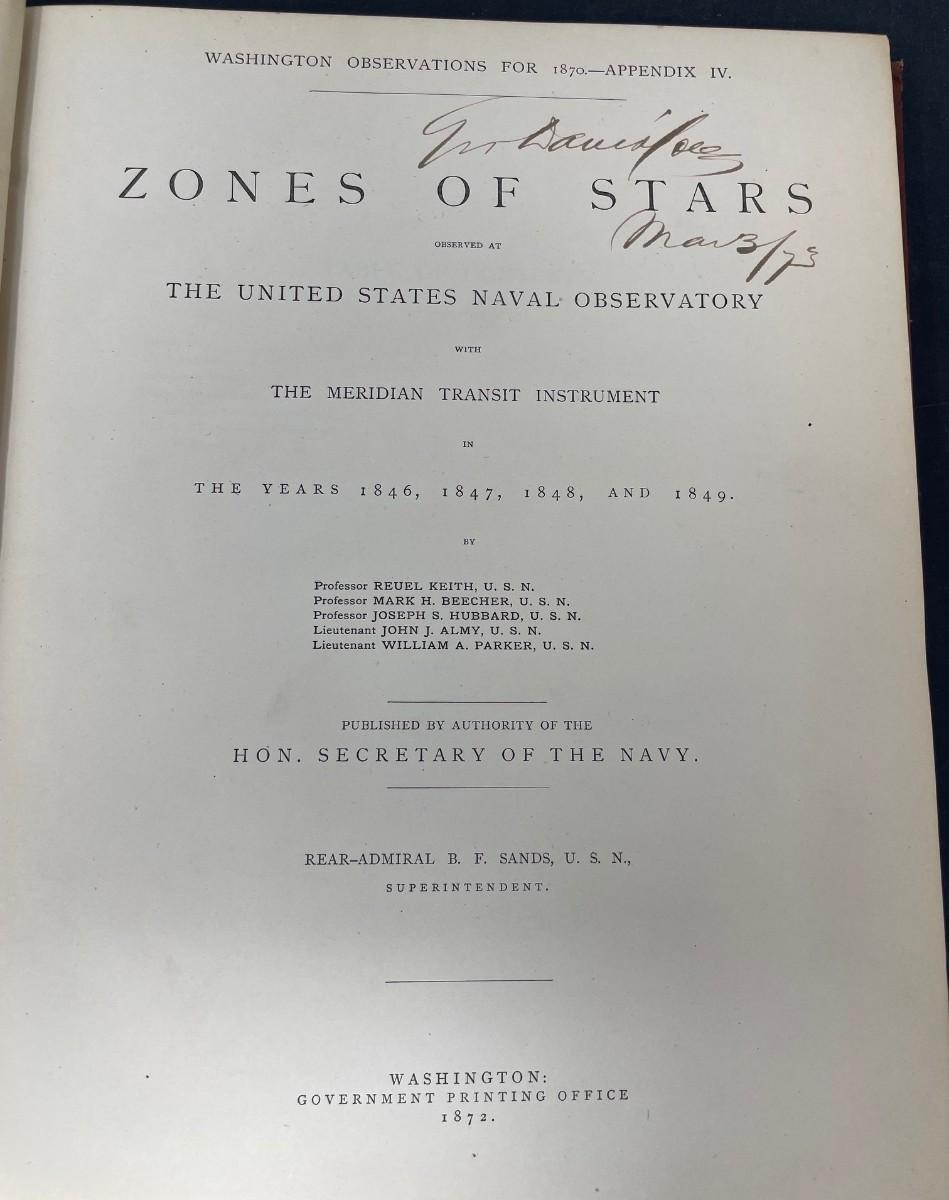 WASHINGTON OBSERVATIONS FOR 1870.—APPENDIX IV.
ZONES OF STARS
Mar 3/73
OBSERVED AT
THE UNITED STATES NAVAL OBSERVATORY
WITH
THE MERIDIAN TRANSIT INSTRUMENT
IN
THE YEARS 1846, 1847, 1848, AND 1849.
BY
Professor REUEL KEITH, U. S. N.
Professor MARK H. BEECHER, U. S. N.
Professor JOSEPH S. HUBBARD, U. S. N.
Lieutenant JOHN J. ALMY, U. S. N.
Lieutenant WILLIAM A. PARKER, U. S. N.
PUBLISHED BY AUTHORITY OF THE
HON. SECRETARY OF THE NAVY.
REAR-ADMIRAL B. F. SANDS, U. S. N.,
SUPERINTENDENT.
WASHINGTON:
GOVERNMENT PRINTING OFFICE
1872.